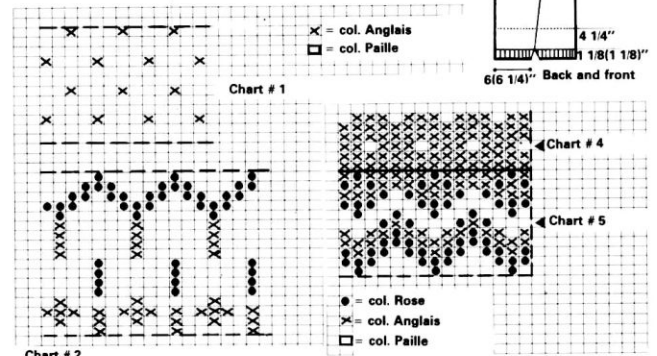 × = col. Anglais
□ = col. Paille
Chart # 1
4 1/4"
1 1/8(1 1/8)"
6(6 1/4)" Back and front
Chart # 4
Chart # 5
● = col. Rose
× = col. Anglais
□ = col. Paille
Chart # 2